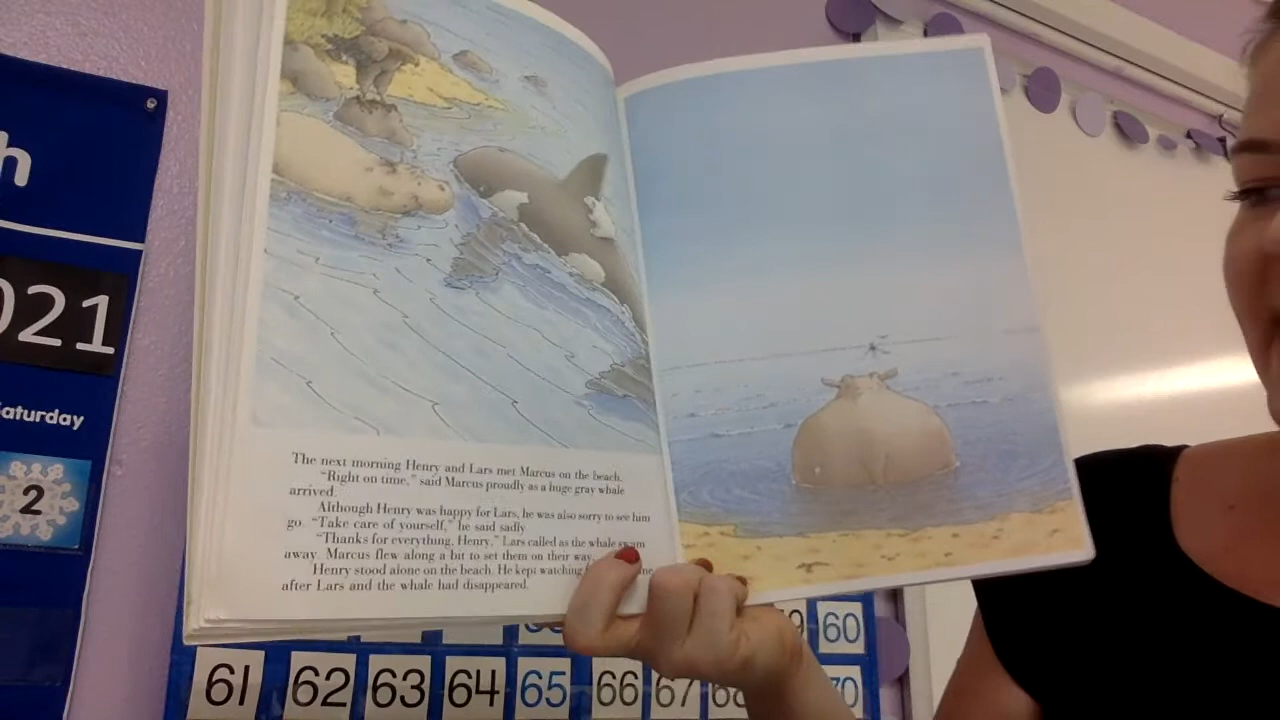 h
021
aturday
2
The next morning Henry and Lars met Marcus on the beach.
"Right on time," said Marcus proudly as a huge gray whale
arrived.
Although Henry was happy for Lars, he was also sorry to see him
go. "Take care of yourself," he said sadly
"Thanks for everything, Henry," Lars called as the whale swam
away. Marcus flew along a bit to set them on their way.
Henry stood alone on the beach. He kept watching
after Lars and the whale had disappeared.
60
61 62 63 64 65 66 67 68 70